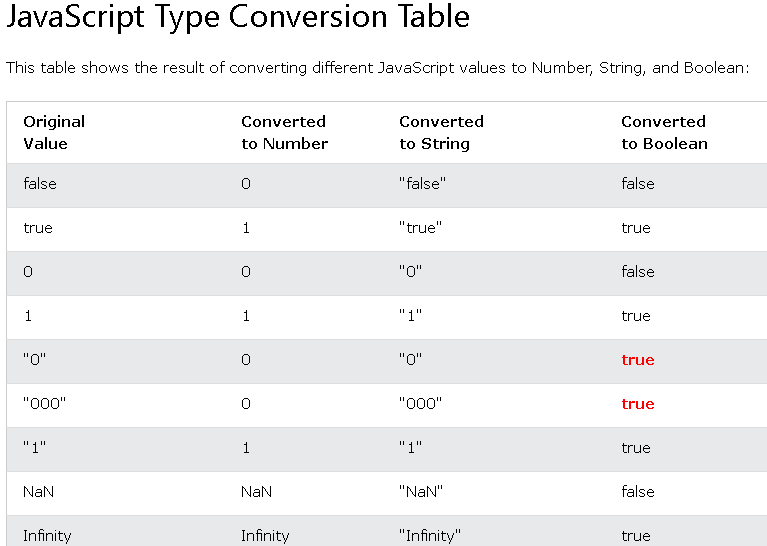 JavaScript Type Conversion Table
This table shows the result of converting different JavaScript values to Number, String, and Boolean:
Original Value Converted to Number Converted to String Converted to Boolean
false 0 "false" false
true 1 "true" true
0 0 "0" false
1 1 "1" true
"0" 0 "0" true
"000" 0 "000" true
"1" 1 "1" true
NaN NaN "NaN" false
Infinity Infinity "Infinity" true